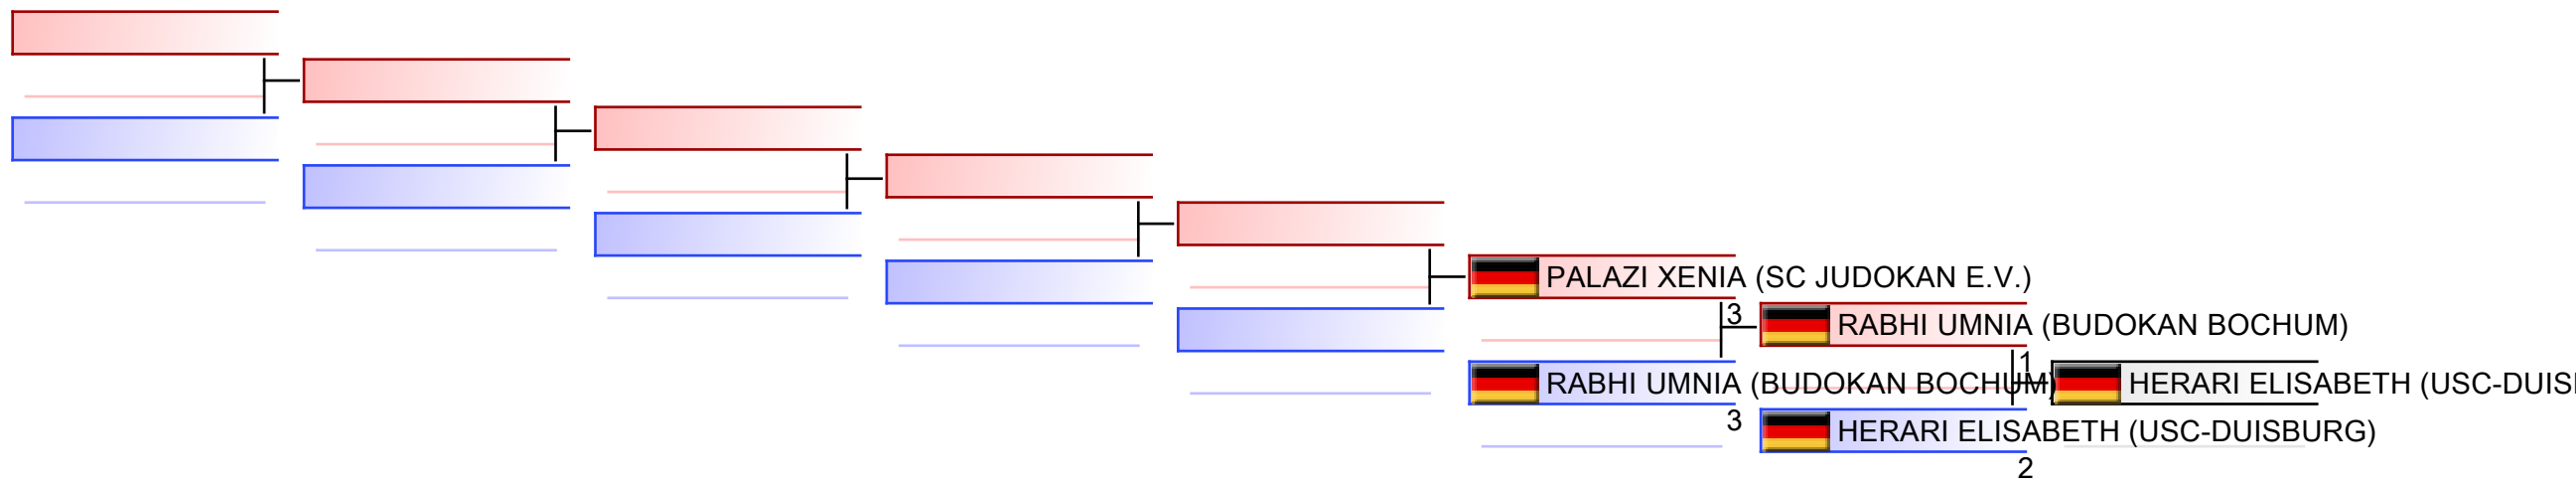 PALAZI XENIA (SC JUDOKAN E.V.)
3
RABHI UMNIA (BUDOKAN BOCHUM)
RABHI UMNIA (BUDOKAN BOCHUM)
3
1
HERARI ELISABETH (USC-DUIS
HERARI ELISABETH (USC-DUISBURG)
2